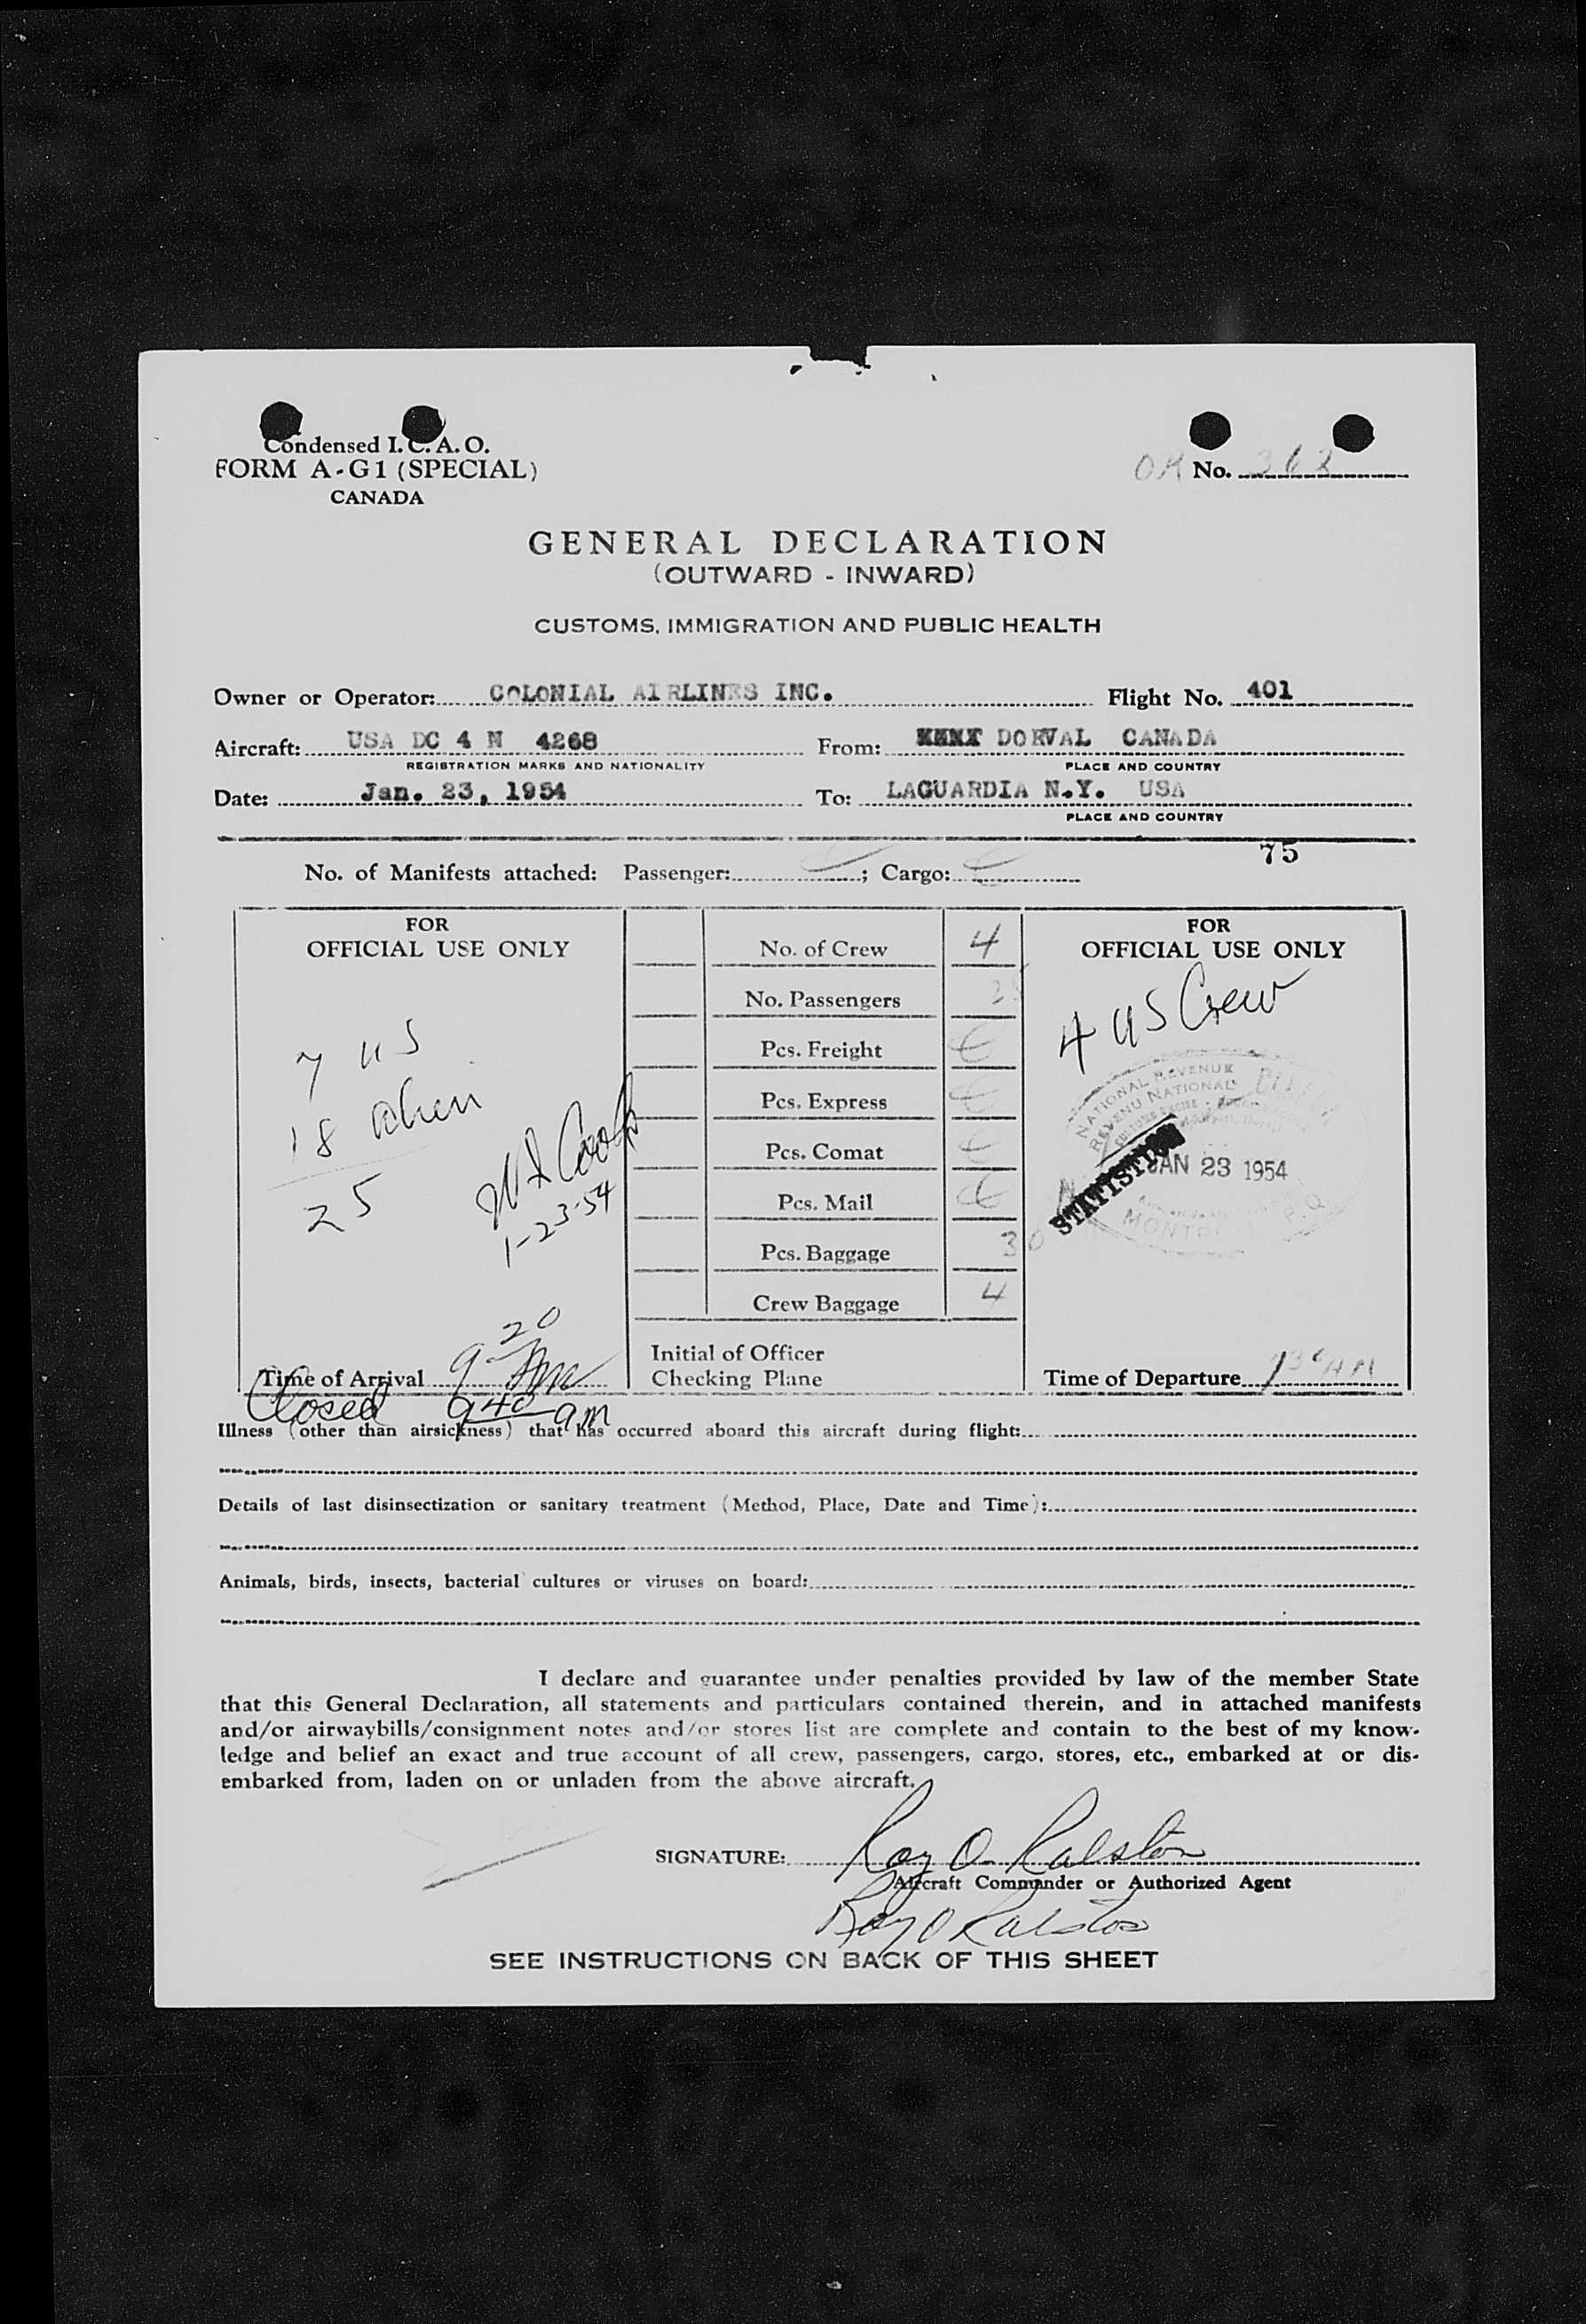 Condensed I. C. A. O.
FORM A-G1 (SPECIAL)
CANADA
No.
GENERAL DECLARATION
(OUTWARD - INWARD)
CUSTOMS, IMMIGRATION AND PUBLIC HEALTH
Owner or Operator: COLONIAL AIRLINES INC. Flight No. 401
Aircraft: USA DC 4 N 4268 From: DORVAL CANADA
REGISTRATION MARKS AND NATIONALITY PLACE AND COUNTRY
Date: Jan. 23, 1954 To: LAGUARDIA N.Y. USA
PLACE AND COUNTRY
75
No. of Manifests attached: Passenger: ; Cargo:
FOR
OFFICIAL USE ONLY
7 US
18 Alien
25
1-23-54
Time of Arrival 9 20 Am
Closed 9 40 am
No. of Crew 4
No. Passengers
Pcs. Freight
Pcs. Express
Pcs. Comat
Pcs. Mail
Pcs. Baggage 30
Crew Baggage 4
Initial of Officer
Checking Plane
FOR
OFFICIAL USE ONLY
4 US Crew
NATIONAL REVENUE
REVENU NATIONAL
JAN 23 1954
STATISTICS
Time of Departure
Illness (other than airsickness) that has occurred aboard this aircraft during flight:
Details of last disinsectization or sanitary treatment (Method, Place, Date and Time):
Animals, birds, insects, bacterial cultures or viruses on board:
I declare and guarantee under penalties provided by law of the member State
that this General Declaration, all statements and particulars contained therein, and in attached manifests
and/or airwaybills/consignment notes and/or stores list are complete and contain to the best of my know-
ledge and belief an exact and true account of all crew, passengers, cargo, stores, etc., embarked at or dis-
embarked from, laden on or unladen from the above aircraft.
SIGNATURE: Roy O. Ralston
Aircraft Commander or Authorized Agent
Roy O Ralston
SEE INSTRUCTIONS ON BACK OF THIS SHEET